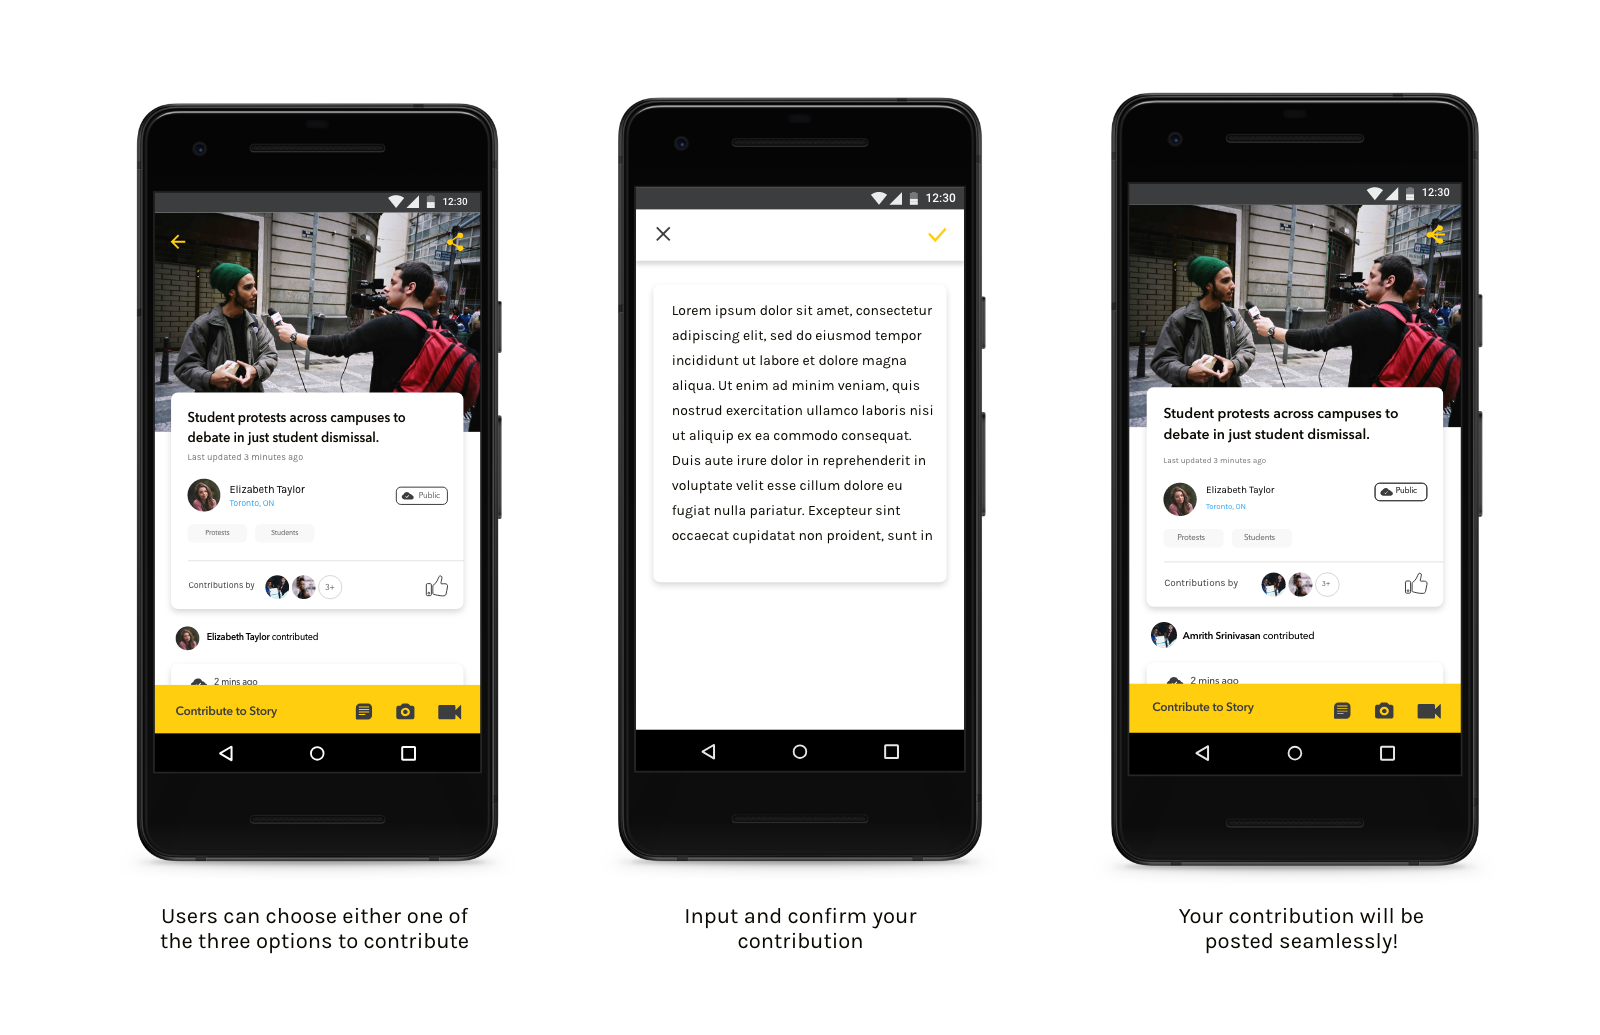 12:30
Student protests across campuses to
debate in just student dismissal.
Last updated 3 minutes ago
Elizabeth Taylor
Toronto, ON
Public
Protests
Students
Contributions by
3+
Elizabeth Taylor contributed
2 mins ago
Contribute to Story
Users can choose either one of
the three options to contribute
12:30
Lorem ipsum dolor sit amet, consectetur
adipiscing elit, sed do eiusmod tempor
incididunt ut labore et dolore magna
aliqua. Ut enim ad minim veniam, quis
nostrud exercitation ullamco laboris nisi
ut aliquip ex ea commodo consequat.
Duis aute irure dolor in reprehenderit in
voluptate velit esse cillum dolore eu
fugiat nulla pariatur. Excepteur sint
occaecat cupidatat non proident, sunt in
Input and confirm your
contribution
12:30
Student protests across campuses to
debate in just student dismissal.
Last updated 3 minutes ago
Elizabeth Taylor
Toronto, ON
Public
Protests
Students
Contributions by
3+
Amrith Srinivasan contributed
2 mins ago
Contribute to Story
Your contribution will be
posted seamlessly!